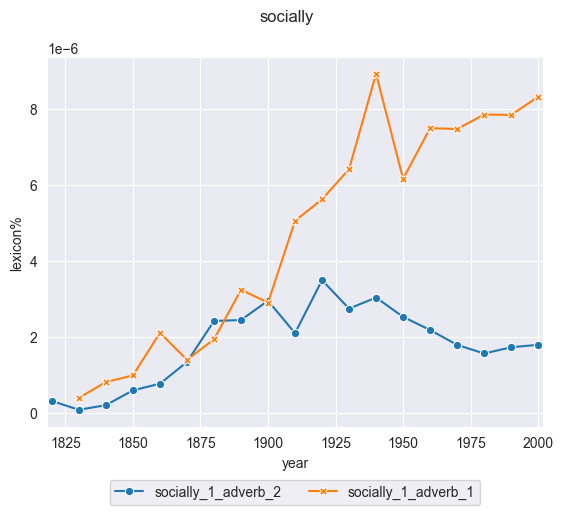 socially
1e−6
8
6
4
2
0
lexicon%
1825 1850 1875 1900 1925 1950 1975 2000
year
socially_1_adverb_2 socially_1_adverb_1